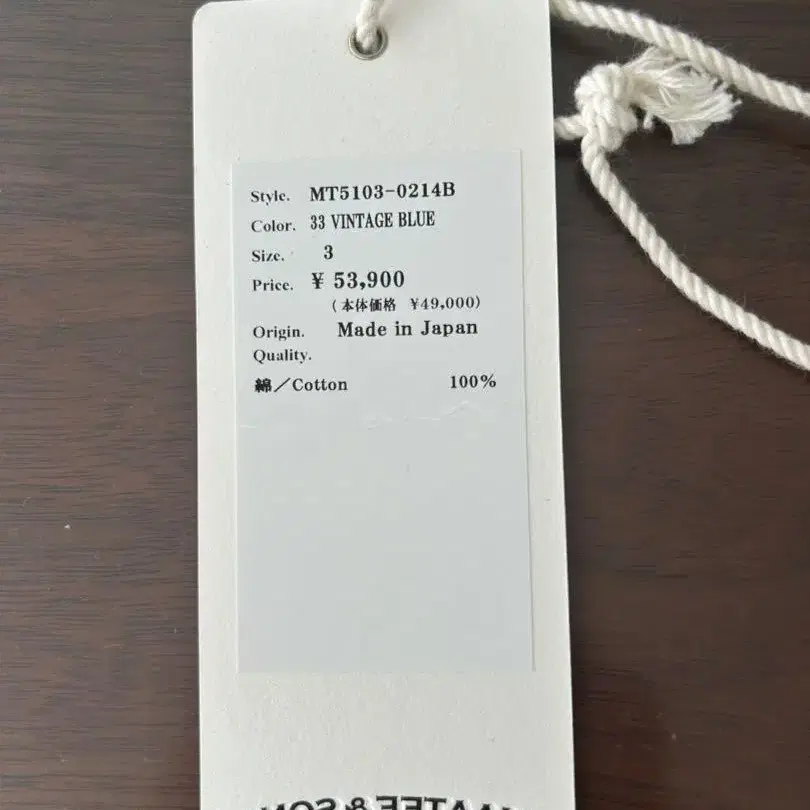 Style. MT5103-0214B
Color. 33 VINTAGE BLUE
Size. 3
Price. ¥ 53,900
(本体価格 ¥49,000)
Origin. Made in Japan
Quality.
綿/Cotton 100%